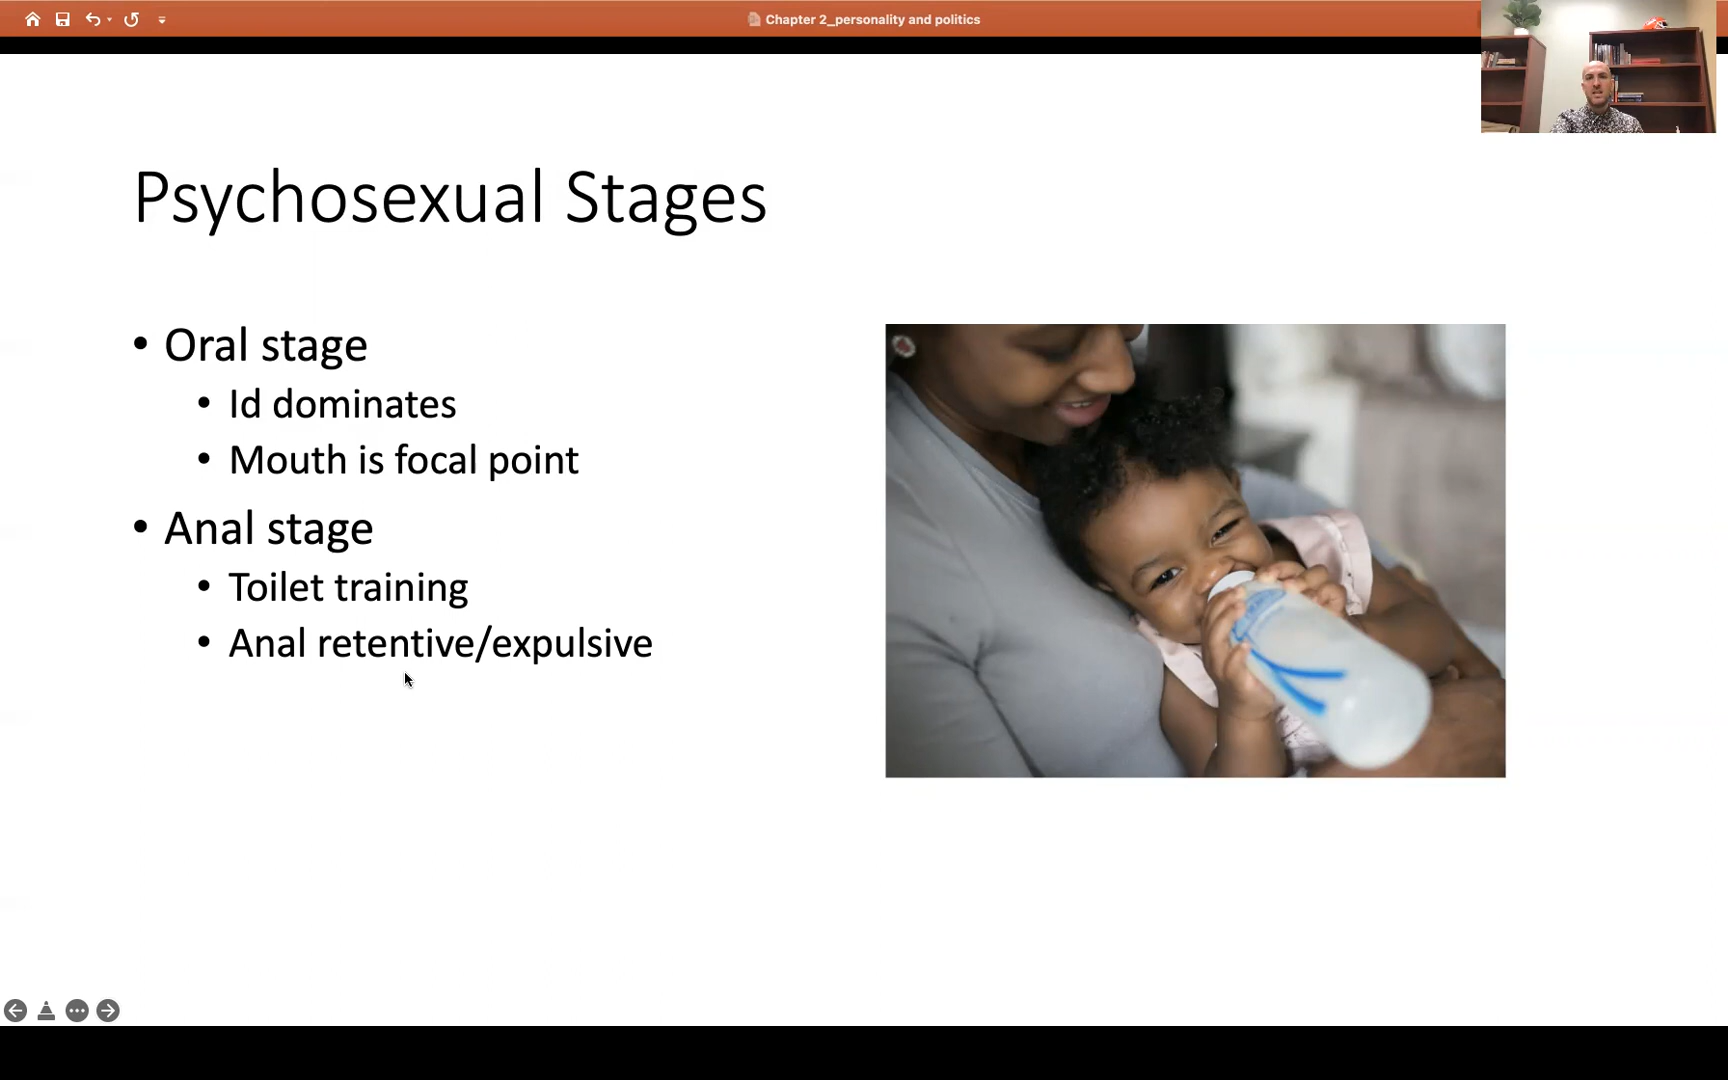 Chapter 2_personality and politics
Psychosexual Stages
• Oral stage
• Id dominates
• Mouth is focal point
• Anal stage
• Toilet training
• Anal retentive/expulsive